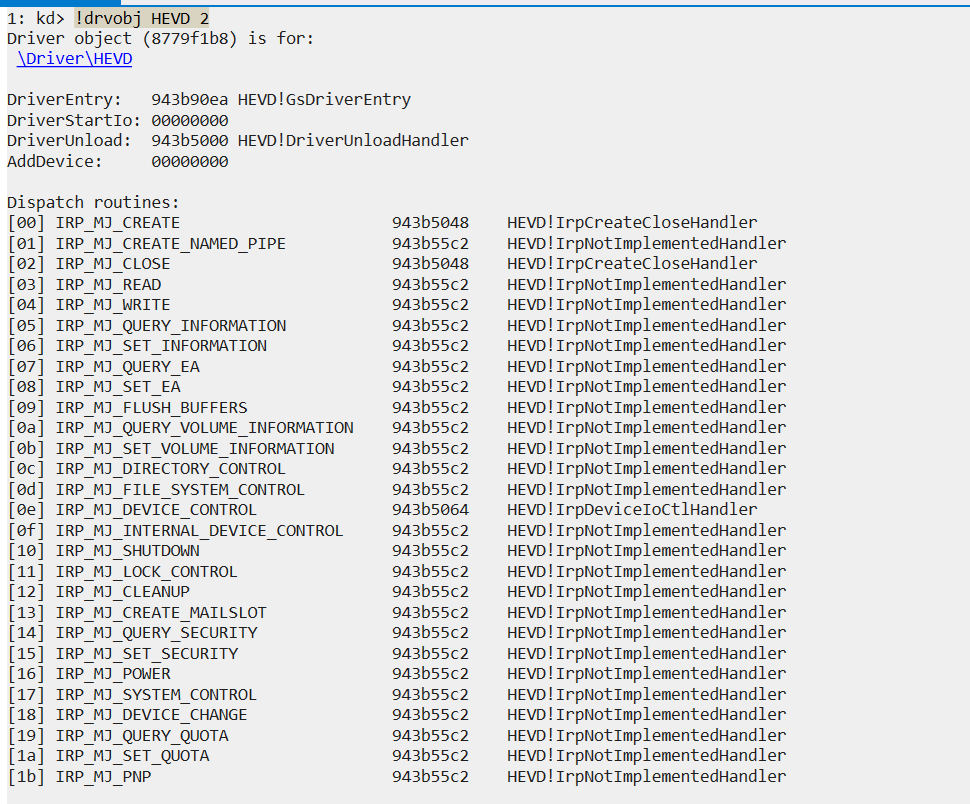 1: kd> !drvobj HEVD 2
Driver object (8779f1b8) is for:
\Driver\HEVD
DriverEntry: 943b90ea HEVD!GsDriverEntry
DriverStartIo: 00000000
DriverUnload: 943b5000 HEVD!DriverUnloadHandler
AddDevice: 00000000
Dispatch routines:
[00] IRP_MJ_CREATE 943b5048 HEVD!IrpCreateCloseHandler
[01] IRP_MJ_CREATE_NAMED_PIPE 943b55c2 HEVD!IrpNotImplementedHandler
[02] IRP_MJ_CLOSE 943b5048 HEVD!IrpCreateCloseHandler
[03] IRP_MJ_READ 943b55c2 HEVD!IrpNotImplementedHandler
[04] IRP_MJ_WRITE 943b55c2 HEVD!IrpNotImplementedHandler
[05] IRP_MJ_QUERY_INFORMATION 943b55c2 HEVD!IrpNotImplementedHandler
[06] IRP_MJ_SET_INFORMATION 943b55c2 HEVD!IrpNotImplementedHandler
[07] IRP_MJ_QUERY_EA 943b55c2 HEVD!IrpNotImplementedHandler
[08] IRP_MJ_SET_EA 943b55c2 HEVD!IrpNotImplementedHandler
[09] IRP_MJ_FLUSH_BUFFERS 943b55c2 HEVD!IrpNotImplementedHandler
[0a] IRP_MJ_QUERY_VOLUME_INFORMATION 943b55c2 HEVD!IrpNotImplementedHandler
[0b] IRP_MJ_SET_VOLUME_INFORMATION 943b55c2 HEVD!IrpNotImplementedHandler
[0c] IRP_MJ_DIRECTORY_CONTROL 943b55c2 HEVD!IrpNotImplementedHandler
[0d] IRP_MJ_FILE_SYSTEM_CONTROL 943b55c2 HEVD!IrpNotImplementedHandler
[0e] IRP_MJ_DEVICE_CONTROL 943b5064 HEVD!IrpDeviceIoCtlHandler
[0f] IRP_MJ_INTERNAL_DEVICE_CONTROL 943b55c2 HEVD!IrpNotImplementedHandler
[10] IRP_MJ_SHUTDOWN 943b55c2 HEVD!IrpNotImplementedHandler
[11] IRP_MJ_LOCK_CONTROL 943b55c2 HEVD!IrpNotImplementedHandler
[12] IRP_MJ_CLEANUP 943b55c2 HEVD!IrpNotImplementedHandler
[13] IRP_MJ_CREATE_MAILSLOT 943b55c2 HEVD!IrpNotImplementedHandler
[14] IRP_MJ_QUERY_SECURITY 943b55c2 HEVD!IrpNotImplementedHandler
[15] IRP_MJ_SET_SECURITY 943b55c2 HEVD!IrpNotImplementedHandler
[16] IRP_MJ_POWER 943b55c2 HEVD!IrpNotImplementedHandler
[17] IRP_MJ_SYSTEM_CONTROL 943b55c2 HEVD!IrpNotImplementedHandler
[18] IRP_MJ_DEVICE_CHANGE 943b55c2 HEVD!IrpNotImplementedHandler
[19] IRP_MJ_QUERY_QUOTA 943b55c2 HEVD!IrpNotImplementedHandler
[1a] IRP_MJ_SET_QUOTA 943b55c2 HEVD!IrpNotImplementedHandler
[1b] IRP_MJ_PNP 943b55c2 HEVD!IrpNotImplementedHandler